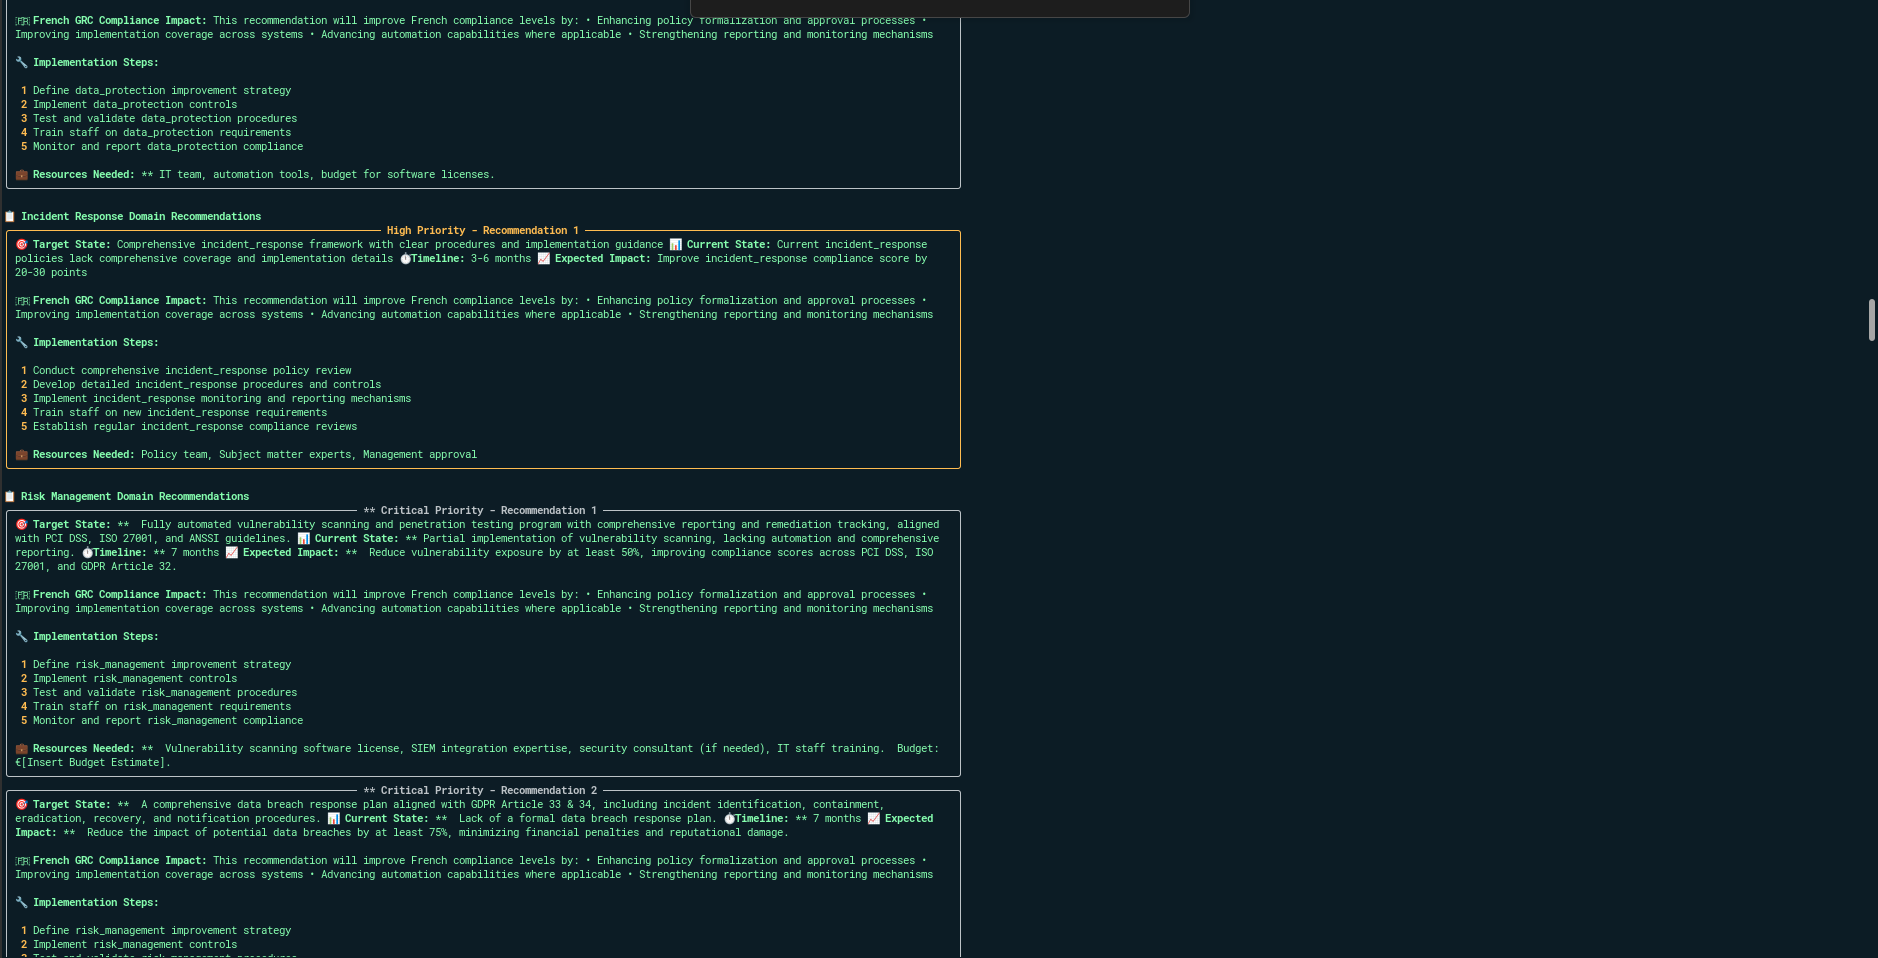 🇫🇷 French GRC Compliance Impact: This recommendation will improve French compliance levels by: • Enhancing policy formalization and approval processes •
Improving implementation coverage across systems • Advancing automation capabilities where applicable • Strengthening reporting and monitoring mechanisms
🔧 Implementation Steps:
1 Define data_protection improvement strategy
2 Implement data_protection controls
3 Test and validate data_protection procedures
4 Train staff on data_protection requirements
5 Monitor and report data_protection compliance
💼 Resources Needed: ** IT team, automation tools, budget for software licenses.
📋 Incident Response Domain Recommendations
High Priority - Recommendation 1
🎯 Target State: Comprehensive incident_response framework with clear procedures and implementation guidance 📊 Current State: Current incident_response
policies lack comprehensive coverage and implementation details ⏱️Timeline: 3-6 months 📈 Expected Impact: Improve incident_response compliance score by
20-30 points
🇫🇷 French GRC Compliance Impact: This recommendation will improve French compliance levels by: • Enhancing policy formalization and approval processes •
Improving implementation coverage across systems • Advancing automation capabilities where applicable • Strengthening reporting and monitoring mechanisms
🔧 Implementation Steps:
1 Conduct comprehensive incident_response policy review
2 Develop detailed incident_response procedures and controls
3 Implement incident_response monitoring and reporting mechanisms
4 Train staff on new incident_response requirements
5 Establish regular incident_response compliance reviews
💼 Resources Needed: Policy team, Subject matter experts, Management approval
📋 Risk Management Domain Recommendations
** Critical Priority - Recommendation 1
🎯 Target State: **  Fully automated vulnerability scanning and penetration testing program with comprehensive reporting and remediation tracking, aligned
with PCI DSS, ISO 27001, and ANSSI guidelines. 📊 Current State: ** Partial implementation of vulnerability scanning, lacking automation and comprehensive
reporting. ⏱️Timeline: ** 7 months 📈 Expected Impact: **  Reduce vulnerability exposure by at least 50%, improving compliance scores across PCI DSS, ISO
27001, and GDPR Article 32.
🇫🇷 French GRC Compliance Impact: This recommendation will improve French compliance levels by: • Enhancing policy formalization and approval processes •
Improving implementation coverage across systems • Advancing automation capabilities where applicable • Strengthening reporting and monitoring mechanisms
🔧 Implementation Steps:
1 Define risk_management improvement strategy
2 Implement risk_management controls
3 Test and validate risk_management procedures
4 Train staff on risk_management requirements
5 Monitor and report risk_management compliance
💼 Resources Needed: **  Vulnerability scanning software license, SIEM integration expertise, security consultant (if needed), IT staff training.  Budget:
€[Insert Budget Estimate].
** Critical Priority - Recommendation 2
🎯 Target State: **  A comprehensive data breach response plan aligned with GDPR Article 33 & 34, including incident identification, containment,
eradication, recovery, and notification procedures. 📊 Current State: **  Lack of a formal data breach response plan. ⏱️Timeline: ** 7 months 📈 Expected
Impact: **  Reduce the impact of potential data breaches by at least 75%, minimizing financial penalties and reputational damage.
🇫🇷 French GRC Compliance Impact: This recommendation will improve French compliance levels by: • Enhancing policy formalization and approval processes •
Improving implementation coverage across systems • Advancing automation capabilities where applicable • Strengthening reporting and monitoring mechanisms
🔧 Implementation Steps:
1 Define risk_management improvement strategy
2 Implement risk_management controls
3 Test and validate risk_management procedures